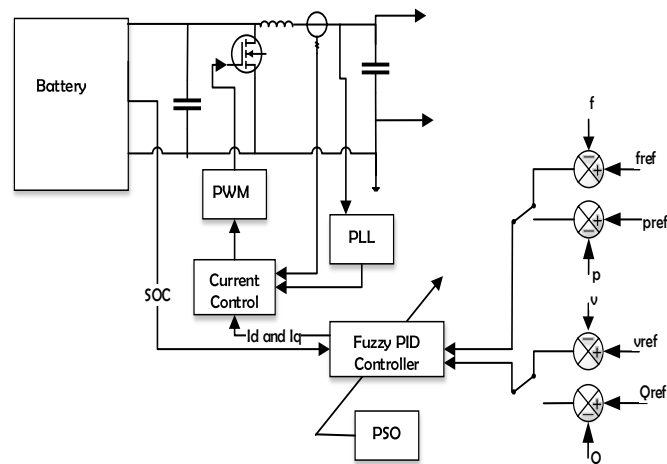 Battery
f
fref
PWM
pref
PLL
p
Current
Control
SOC
v
Id and Iq
Fuzzy PID
Controller
vref
Qref
PSO
Q